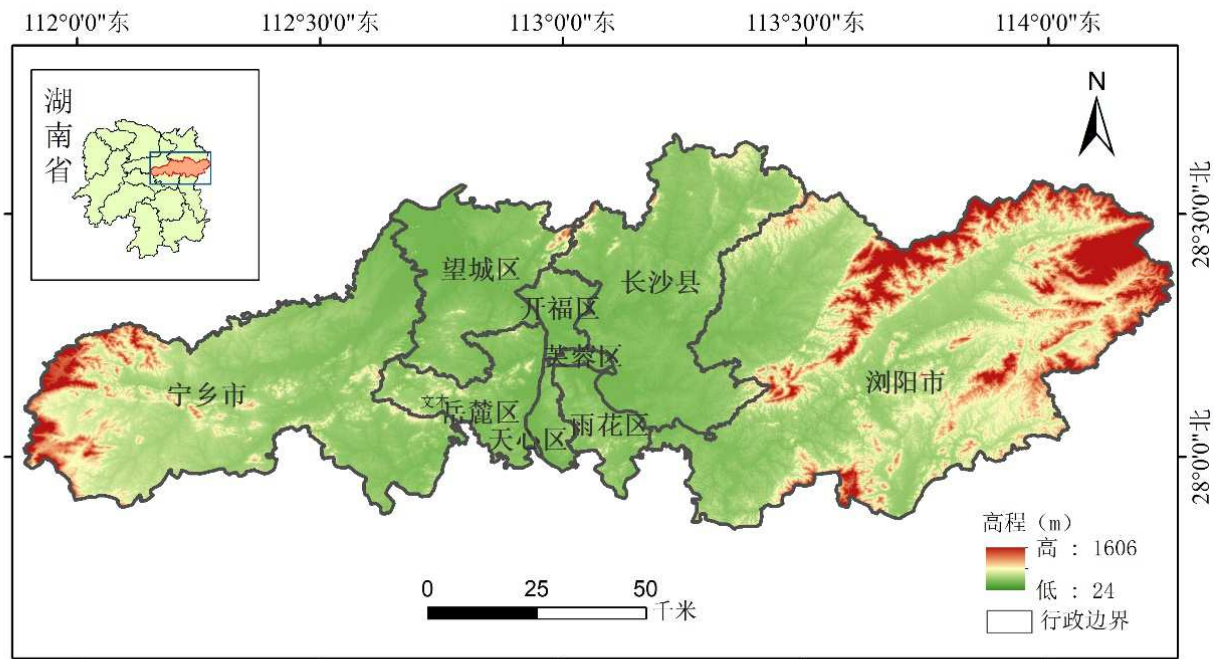 112°0′0″东
112°30′0″东
113°0′0″东
113°30′0″东
114°0′0″东
湖南省
N
28°30′0″北
望城区
长沙县
开福区
芙蓉区
浏阳市
宁乡市
文本
岳麓区
雨花区
天心区
28°0′0″北
高程（m）
高 : 1606
低 : 24
行政边界
0
25
50
千米